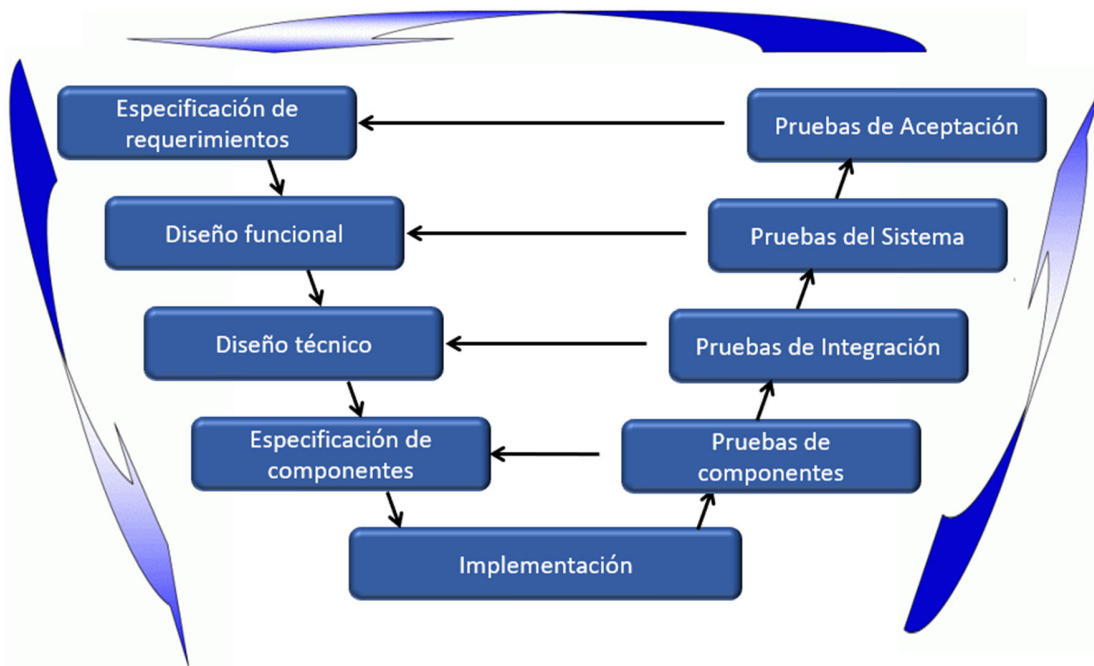 Especificación de
requerimientos
Pruebas de Aceptación
Diseño funcional
Pruebas del Sistema
Diseño técnico
Pruebas de Integración
Especificación de
componentes
Pruebas de
componentes
Implementación